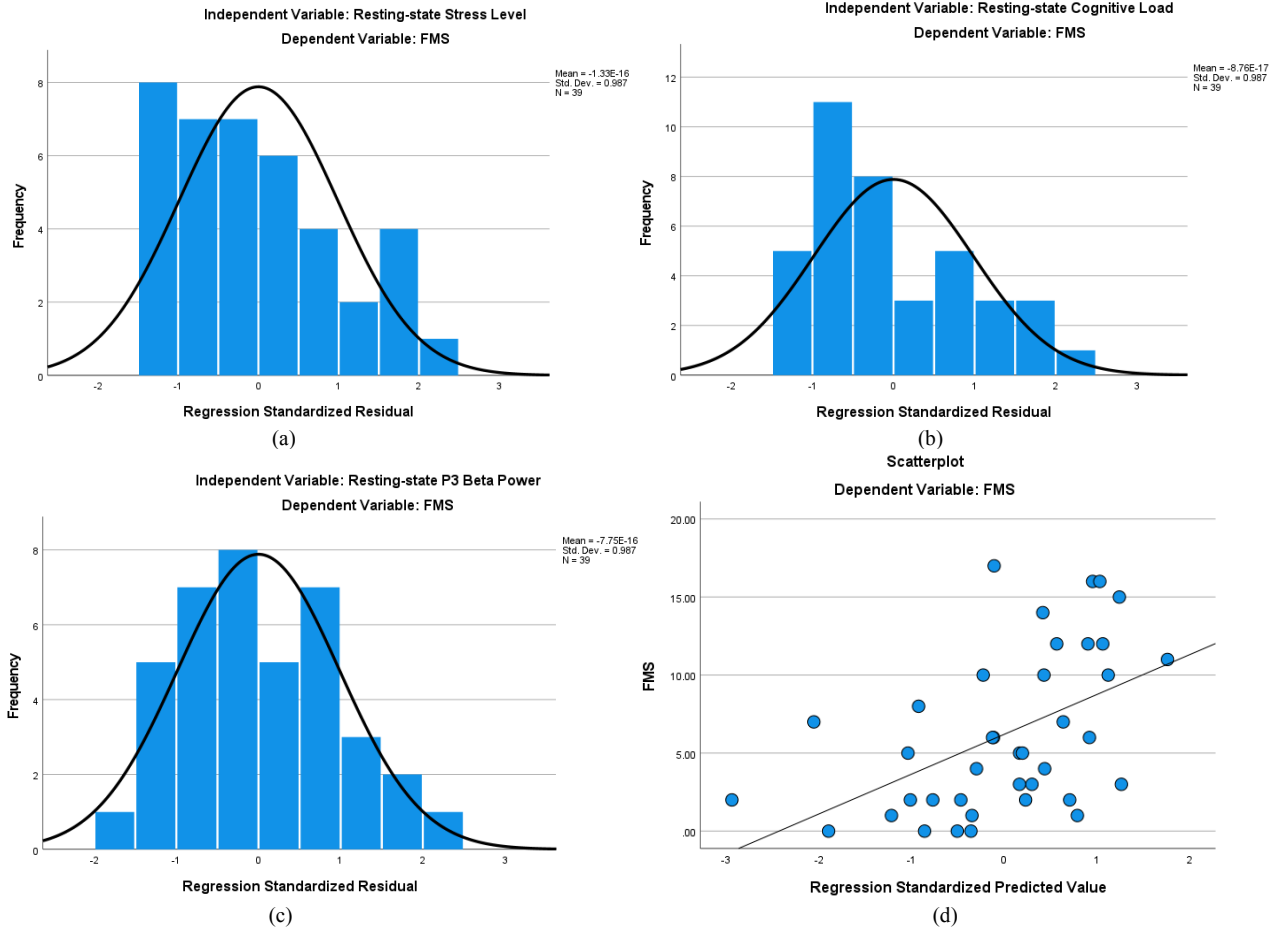 Independent Variable: Resting-state Stress Level
Dependent Variable: FMS
Mean = -1.33E-16
Std. Dev. = 0.987
N = 39
8
6
4
2
0
Frequency
-2
-1
0
1
2
3
Regression Standardized Residual
(a)
Independent Variable: Resting-state Cognitive Load
Dependent Variable: FMS
Mean = -8.76E-17
Std. Dev. = 0.987
N = 39
12
10
8
6
4
2
0
Frequency
-2
-1
0
1
2
3
Regression Standardized Residual
(b)
Independent Variable: Resting-state P3 Beta Power
Dependent Variable: FMS
Mean = -7.75E-16
Std. Dev. = 0.987
N = 39
8
6
4
2
0
Frequency
-2
-1
0
1
2
3
Regression Standardized Residual
(c)
Scatterplot
Dependent Variable: FMS
20.00
15.00
10.00
5.00
.00
FMS
-3
-2
-1
0
1
2
Regression Standardized Predicted Value
(d)